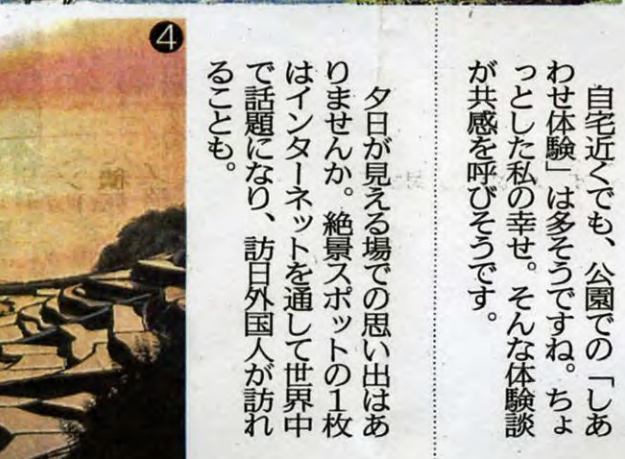 自宅近くでも、公園での「しあ
わせ体験」は多そうですね。ちょ
っとした私の幸せ。そんな体験談
が共感を呼びそうです。
夕日が見える場での思い出はあ
りませんか。絶景スポットの1枚
はインターネットを通して世界中
で話題になり、訪日外国人が訪れ
ることも。
❹